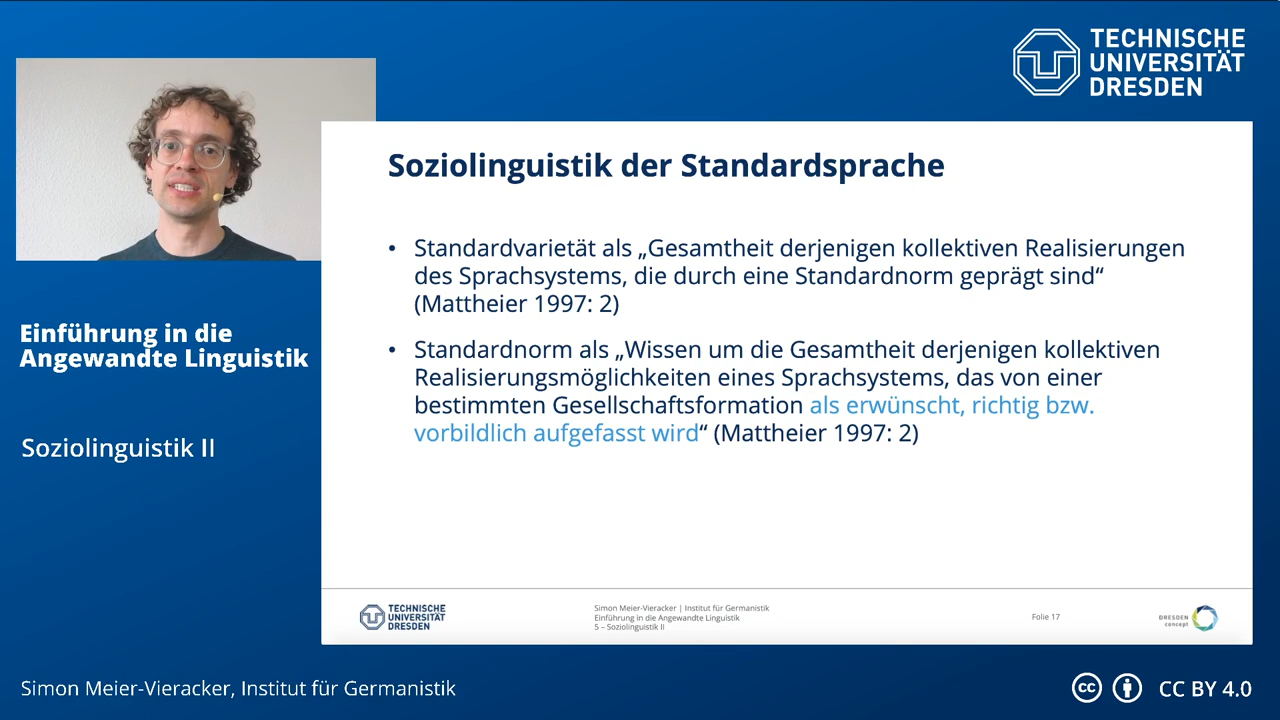 TECHNISCHE
UNIVERSITÄT
DRESDEN
Soziolinguistik der Standardsprache
• Standardvarietät als „Gesamtheit derjenigen kollektiven Realisierungen
des Sprachsystems, die durch eine Standardnorm geprägt sind“
(Mattheier 1997: 2)
• Standardnorm als „Wissen um die Gesamtheit derjenigen kollektiven
Realisierungsmöglichkeiten eines Sprachsystems, das von einer
bestimmten Gesellschaftsformation als erwünscht, richtig bzw.
vorbildlich aufgefasst wird“ (Mattheier 1997: 2)
Einführung in die
Angewandte Linguistik
Soziolinguistik II
TECHNISCHE
UNIVERSITÄT
DRESDEN
Simon Meier-Vieracker | Institut für Germanistik
Einführung in die Angewandte Linguistik
5 – Soziolinguistik II
Folie 17
DRESDEN
concept
Simon Meier-Vieracker, Institut für Germanistik
cc CC BY 4.0